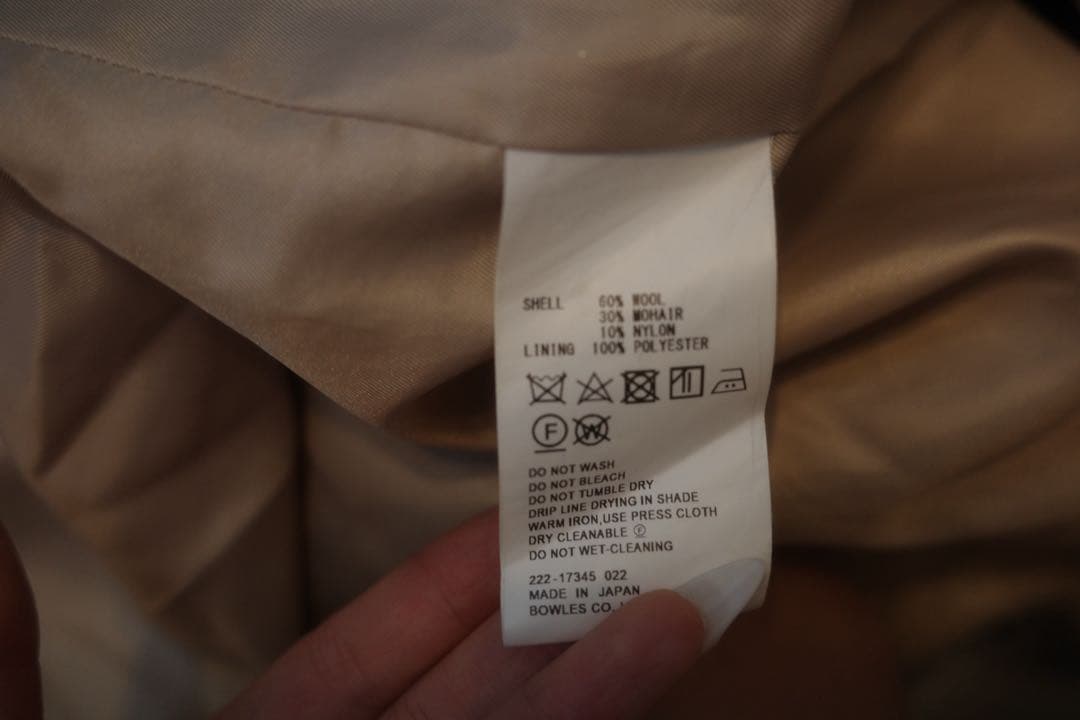 SHELL 60% WOOL
30% MOHAIR
10% NYLON
LINING 100% POLYESTER
F W
DO NOT WASH
DO NOT BLEACH
DO NOT TUMBLE DRY
DRIP LINE DRYING IN SHADE
WARM IRON,USE PRESS CLOTH
DRY CLEANABLE Ⓕ
DO NOT WET-CLEANING
222-17345 022
MADE IN JAPAN
BOWLES CO.